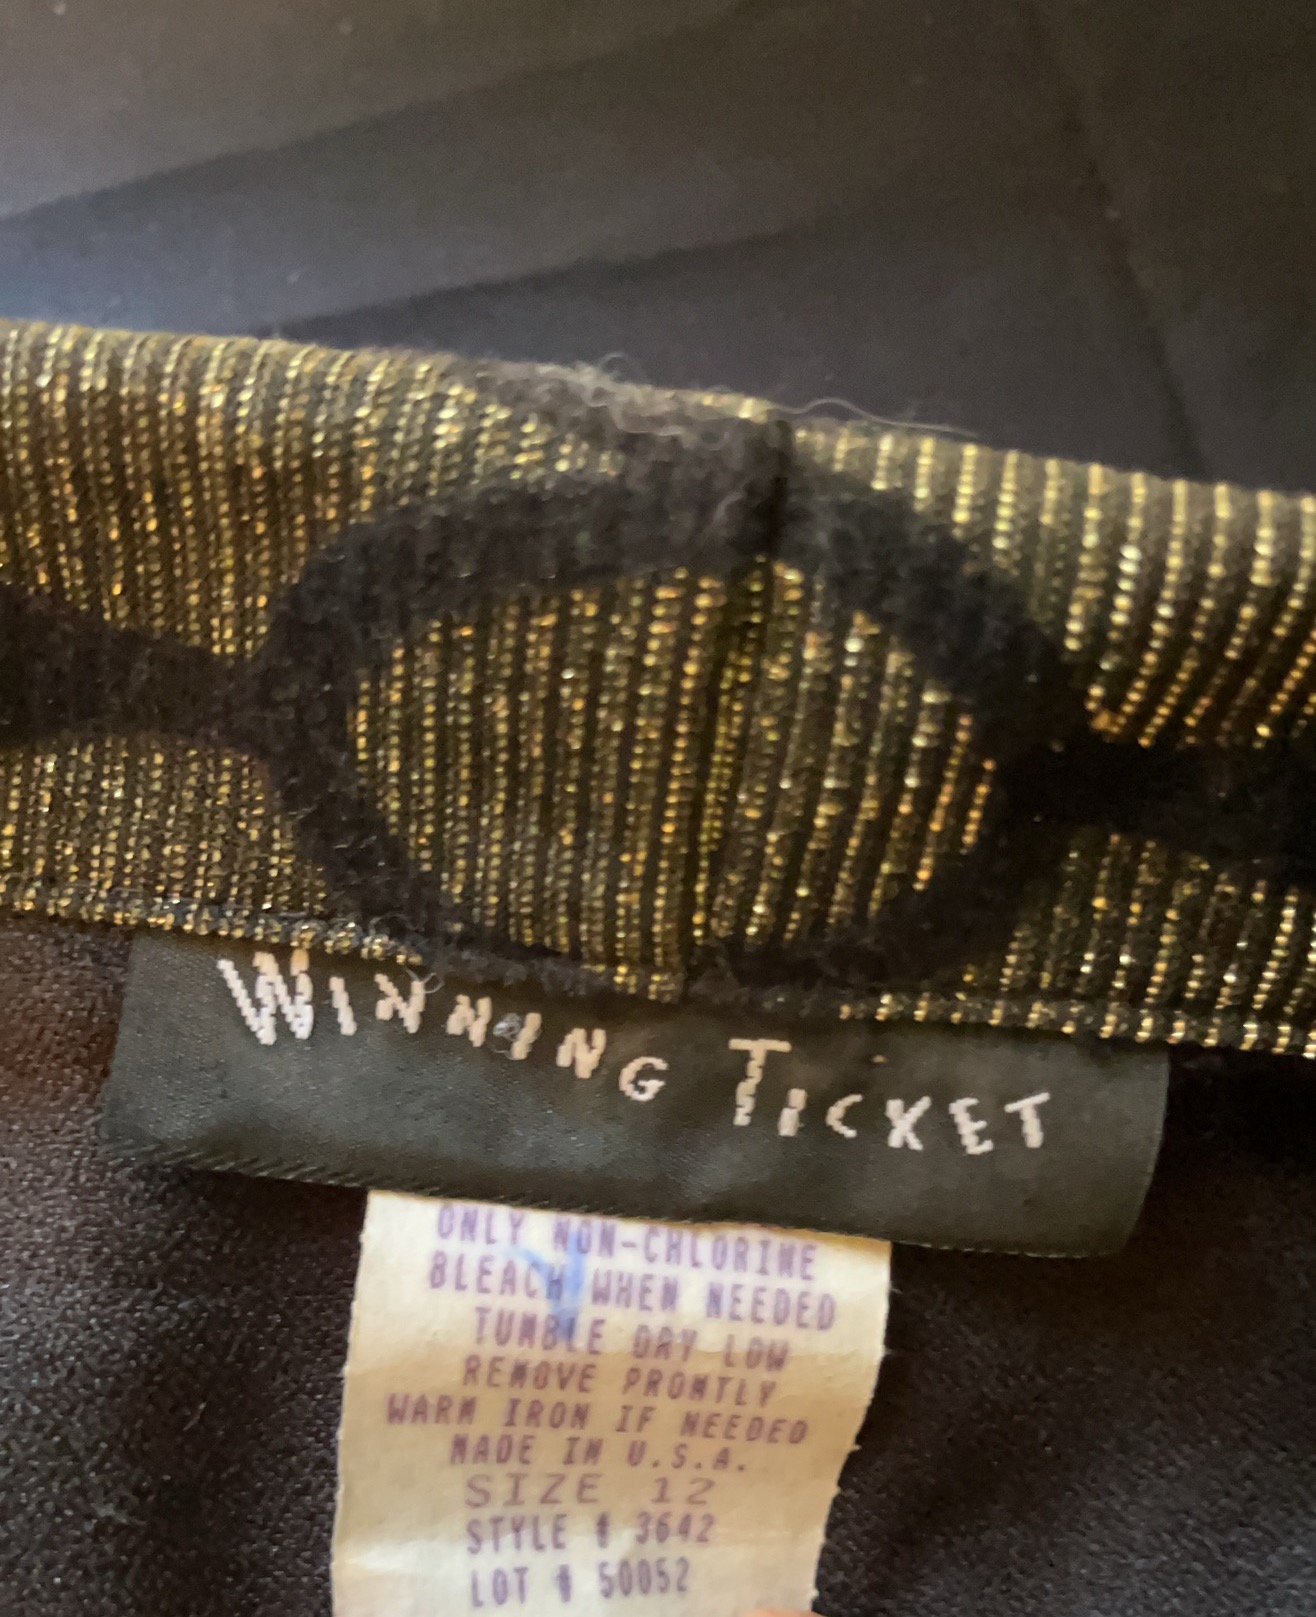 WINNING TICKET
ONLY NON-CHLORINE
BLEACH WHEN NEEDED
TUMBLE DRY LOW
REMOVE PROMTLY
WARM IRON IF NEEDED
MADE IN U.S.A.
SIZE 12
STYLE # 3642
LOT # 50052